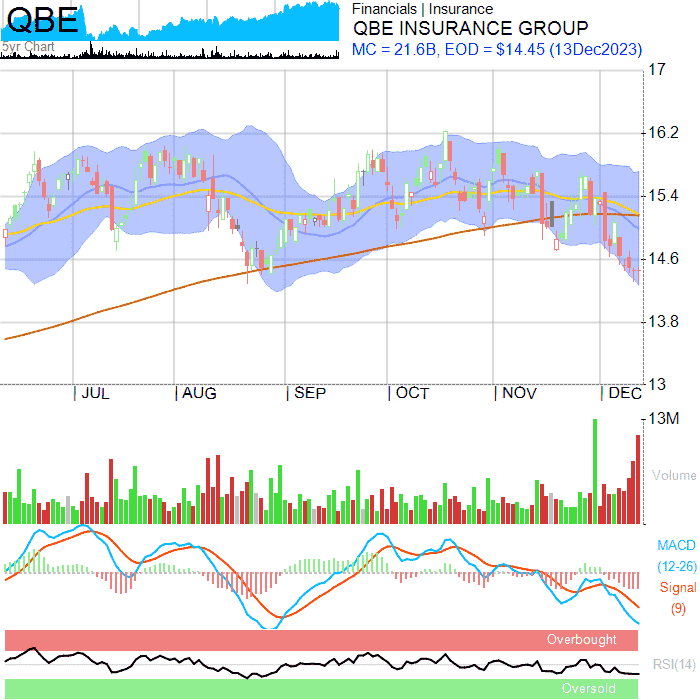 QBE
5yr Chart
Financials | Insurance
QBE INSURANCE GROUP
MC = 21.6B, EOD = $14.45 (13Dec2023)
17
16.2
15.4
14.6
13.8
13
JUL AUG SEP OCT NOV DEC
13M
Volume
MACD
(12-26)
Signal
(9)
Overbought
RSI(14)
Oversold